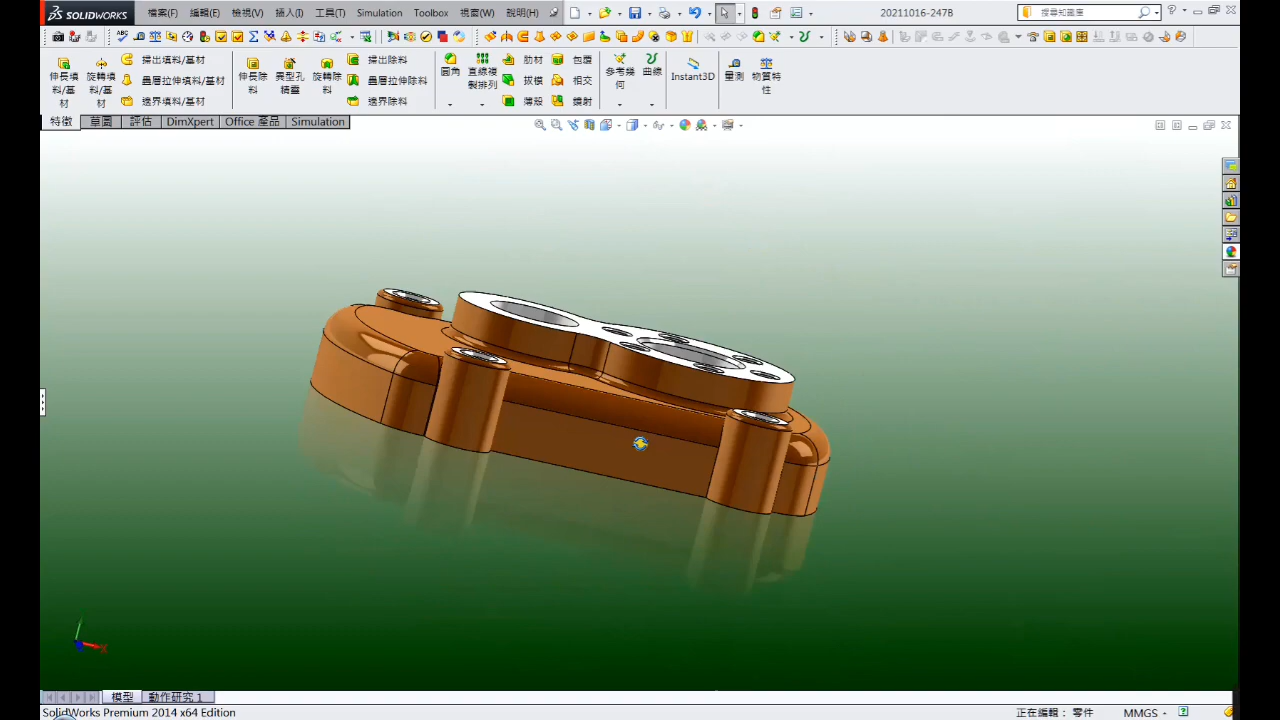 SOLIDWORKS 檔案(F) 編輯(E) 檢視(V) 插入(I) 工具(T) Simulation Toolbox 視窗(W) 說明(H) 20211016-247B 搜尋知識庫
伸長填料/基材 旋轉填料/基材 掃出填料/基材 疊層拉伸填料/基材 邊界填料/基材 伸長除料 異型孔精靈 旋轉除料 掃出除料 疊層拉伸除料 邊界除料 圓角 直線複製排列 肋材 拔模 薄殼 包覆 相交 鏡射 參考幾何 曲線 Instant3D 量測 物質特性
特徵 草圖 評估 DimXpert Office 產品 Simulation
X
模型 動作研究 1
SolidWorks Premium 2014 x64 Edition 正在編輯： 零件 MMGS